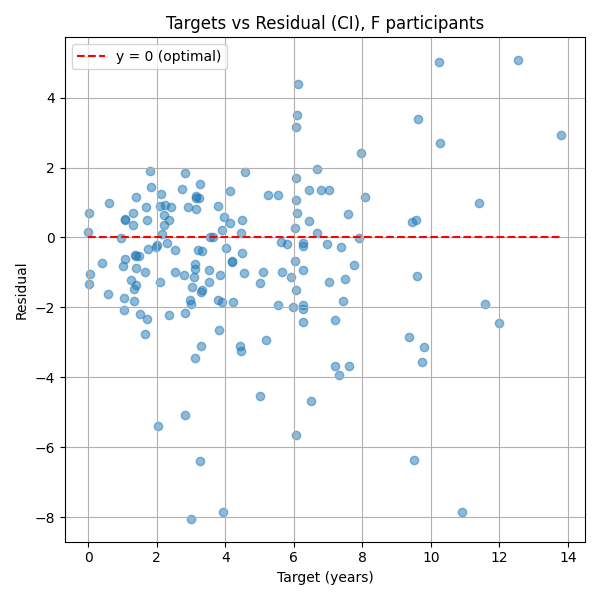 Targets vs Residual (CI), F participants
y = 0 (optimal)
4
2
0
−2
−4
−6
−8
Residual
0 2 4 6 8 10 12 14
Target (years)